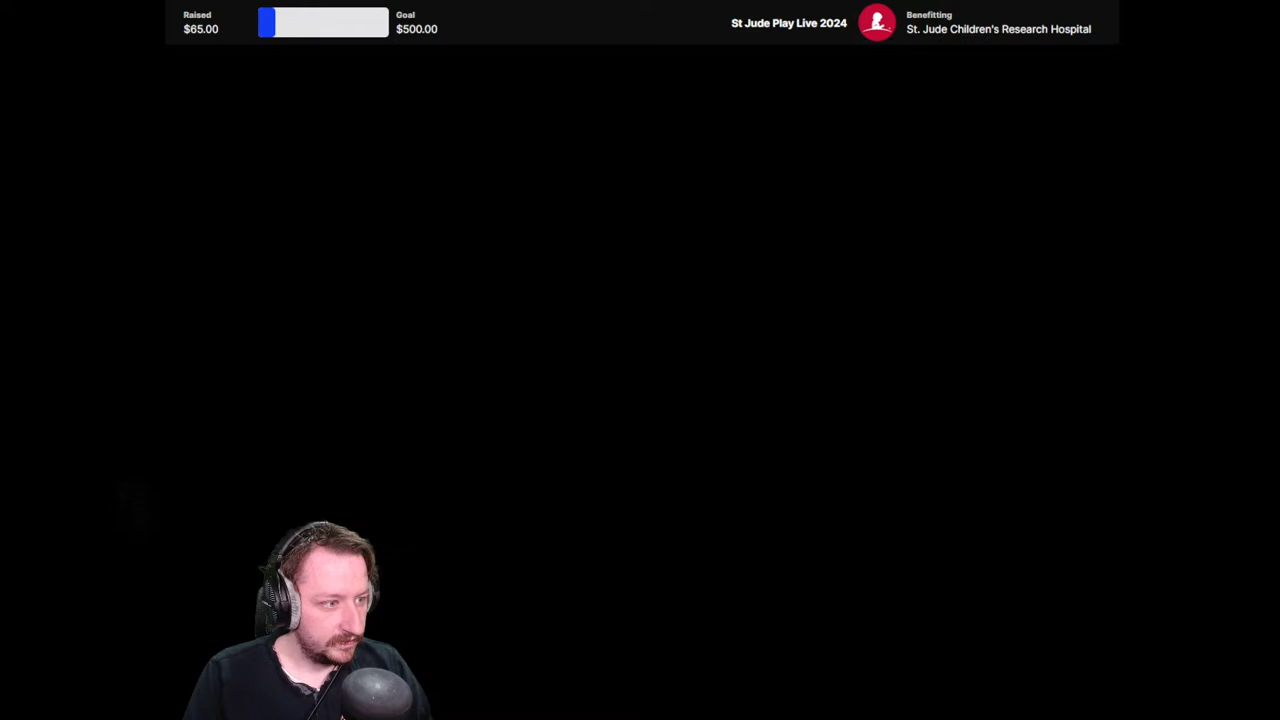 Raised
$65.00
Goal
$500.00
St Jude Play Live 2024
Benefitting
St. Jude Children's Research Hospital